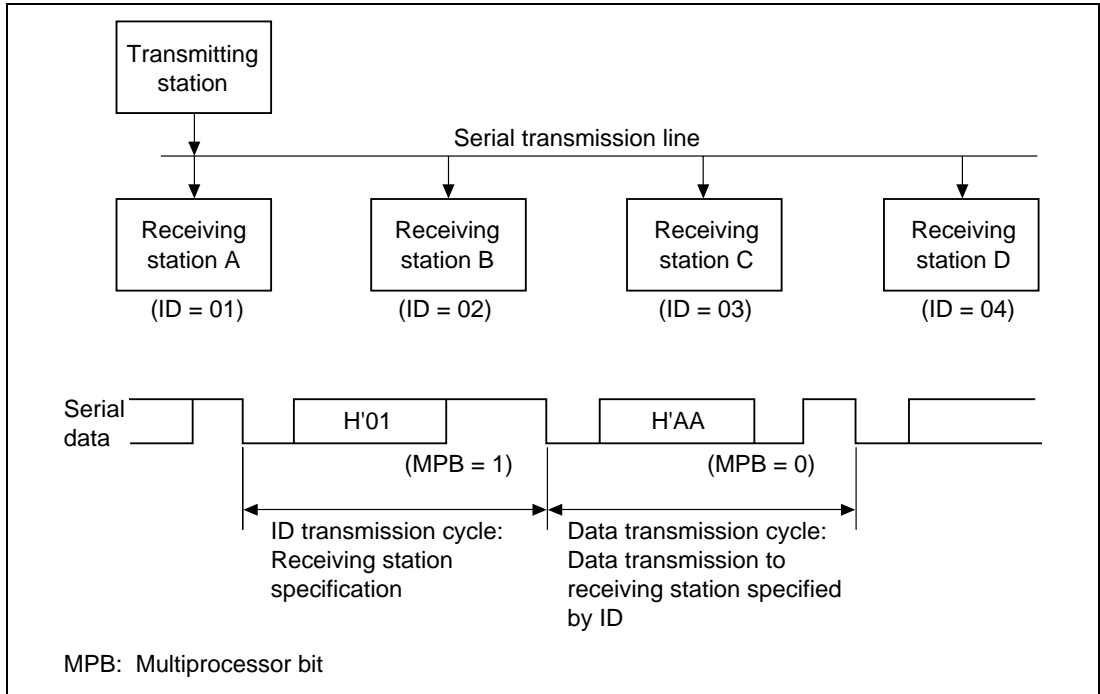 Transmitting
station
Serial transmission line
Receiving
station A
Receiving
station B
Receiving
station C
Receiving
station D
(ID = 01)
(ID = 02)
(ID = 03)
(ID = 04)
Serial
data
H'01
H'AA
(MPB = 1)
(MPB = 0)
ID transmission cycle:
Receiving station
specification
Data transmission cycle:
Data transmission to
receiving station specified
by ID
MPB: Multiprocessor bit